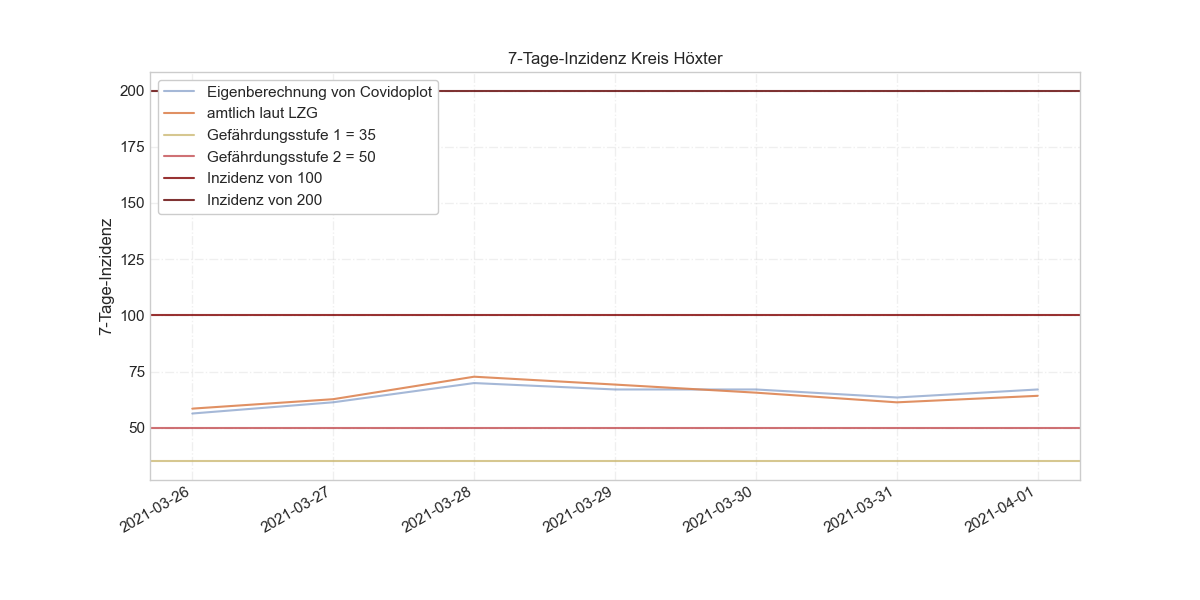 7-Tage-Inzidenz Kreis Höxter
Eigenberechnung von Covidoplot
amtlich laut LZG
Gefährdungsstufe 1 = 35
Gefährdungsstufe 2 = 50
Inzidenz von 100
Inzidenz von 200
7-Tage-Inzidenz
200
175
150
125
100
75
50
2021-03-26
2021-03-27
2021-03-28
2021-03-29
2021-03-30
2021-03-31
2021-04-01